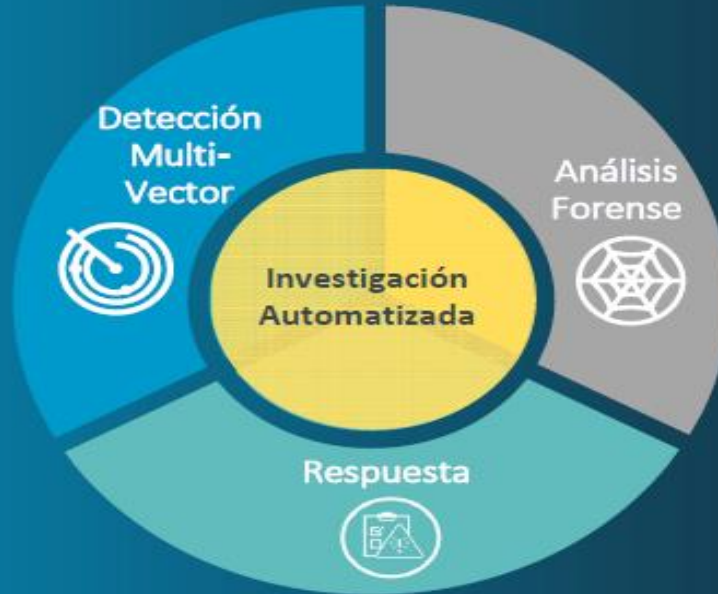 Detección
Multi-
Vector
Análisis
Forense
Investigación
Automatizada
Respuesta